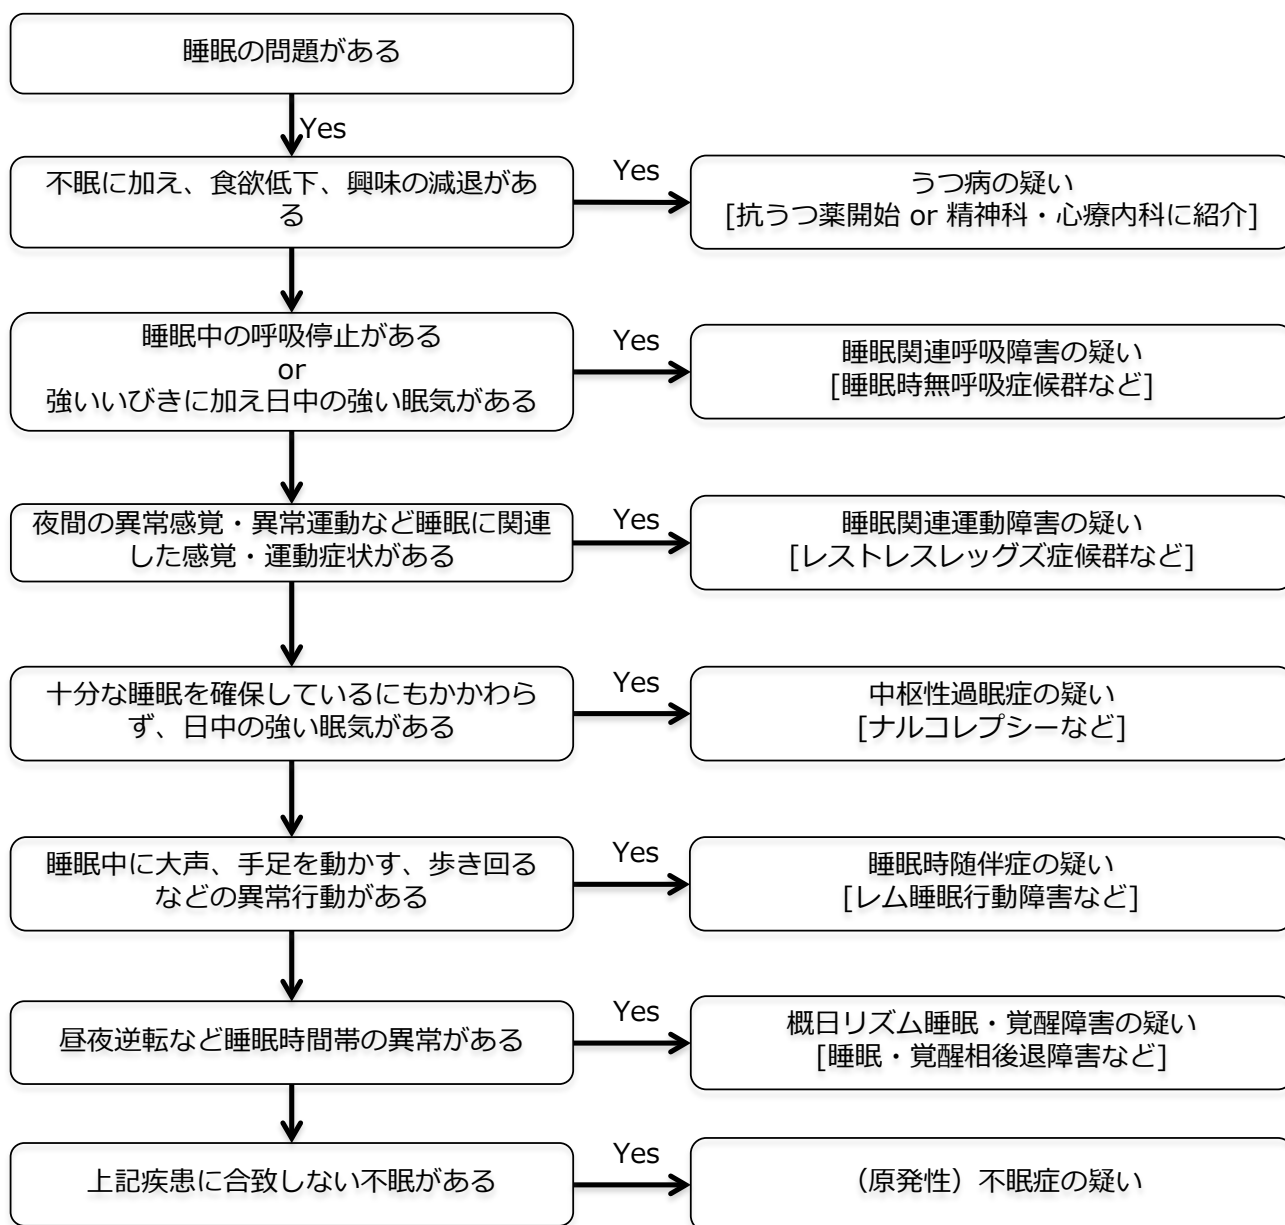 睡眠の問題がある
Yes
不眠に加え、食欲低下、興味の減退があ
る
Yes
うつ病の疑い
[抗うつ薬開始 or 精神科・心療内科に紹介]
睡眠中の呼吸停止がある
or
強いいびきに加え日中の強い眠気がある
Yes
睡眠関連呼吸障害の疑い
[睡眠時無呼吸症候群など]
夜間の異常感覚・異常運動など睡眠に関連
した感覚・運動症状がある
Yes
睡眠関連運動障害の疑い
[レストレスレッグズ症候群など]
十分な睡眠を確保しているにもかかわら
ず、日中の強い眠気がある
Yes
中枢性過眠症の疑い
[ナルコレプシーなど]
睡眠中に大声、手足を動かす、歩き回る
などの異常行動がある
Yes
睡眠時随伴症の疑い
[レム睡眠行動障害など]
昼夜逆転など睡眠時間帯の異常がある
Yes
概日リズム睡眠・覚醒障害の疑い
[睡眠・覚醒相後退障害など]
上記疾患に合致しない不眠がある
Yes
（原発性）不眠症の疑い